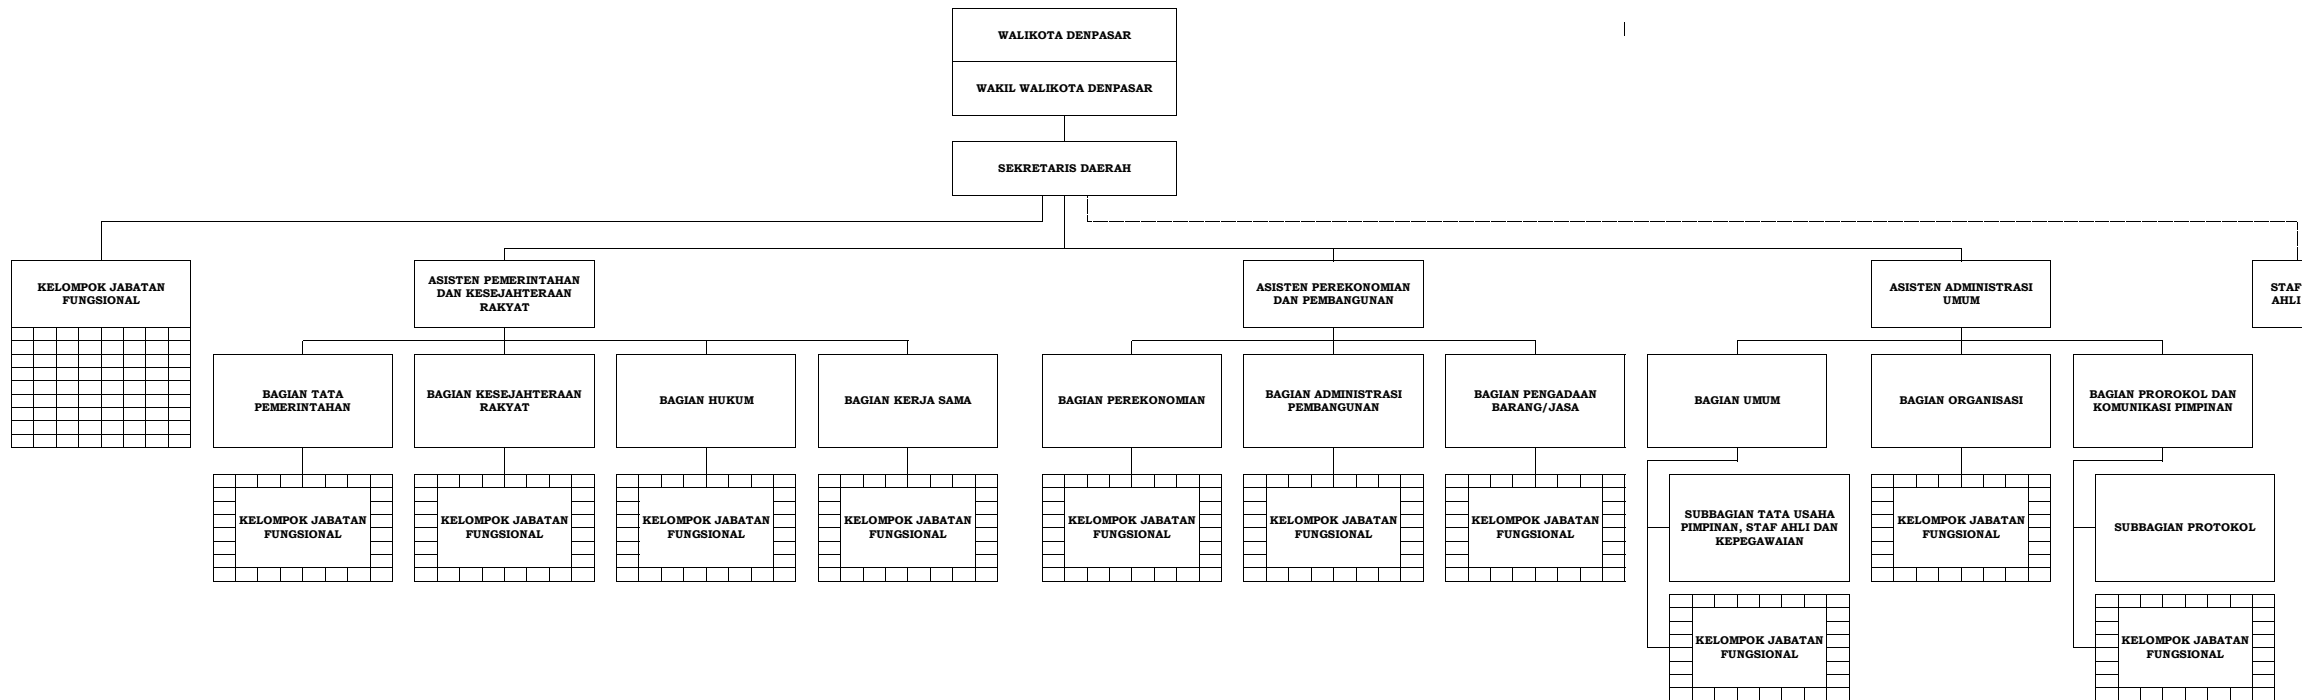 WALIKOTA DENPASAR
WAKIL WALIKOTA DENPASAR
SEKRETARIS DAERAH
KELOMPOK JABATAN
FUNGSIONAL
ASISTEN PEMERINTAHAN
DAN KESEJAHTERAAN
RAKYAT
ASISTEN PEREKONOMIAN
DAN PEMBANGUNAN
ASISTEN ADMINISTRASI
UMUM
STAF
AHLI
BAGIAN TATA
PEMERINTAHAN
BAGIAN KESEJAHTERAAN
RAKYAT
BAGIAN HUKUM
BAGIAN KERJA SAMA
BAGIAN PEREKONOMIAN
BAGIAN ADMINISTRASI
PEMBANGUNAN
BAGIAN PENGADAAN
BARANG/JASA
BAGIAN UMUM
BAGIAN ORGANISASI
BAGIAN PROROKOL DAN
KOMUNIKASI PIMPINAN
KELOMPOK JABATAN
FUNGSIONAL
KELOMPOK JABATAN
FUNGSIONAL
KELOMPOK JABATAN
FUNGSIONAL
KELOMPOK JABATAN
FUNGSIONAL
KELOMPOK JABATAN
FUNGSIONAL
KELOMPOK JABATAN
FUNGSIONAL
KELOMPOK JABATAN
FUNGSIONAL
SUBBAGIAN TATA USAHA
PIMPINAN, STAF AHLI DAN
KEPEGAWAIAN
KELOMPOK JABATAN
FUNGSIONAL
SUBBAGIAN PROTOKOL
KELOMPOK JABATAN
FUNGSIONAL
KELOMPOK JABATAN
FUNGSIONAL